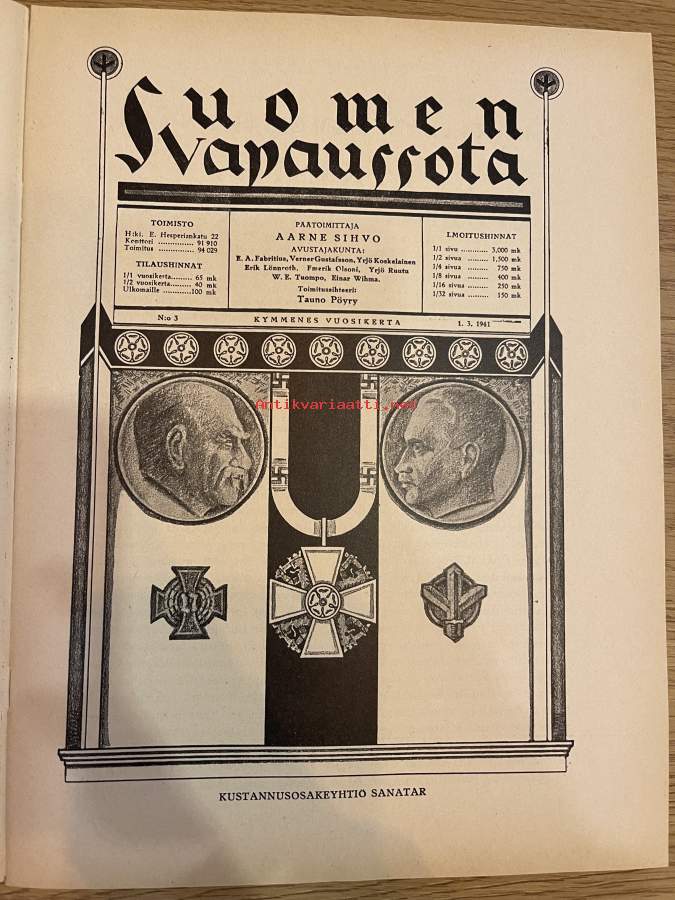 Suomen
Vapaussota
TOIMISTO
H:ki. E. Hesperiankatu 22
Konttori .............. 91 910
Toimitus .............. 94 029
TILAUSHINNAT
1/1 vuosikerta....... 65 mk
1/2 vuosikerta....... 40 mk
Ulkomaille ..........100 mk
PÄÄTOIMITTAJA
AARNE SIHVO
AVUSTAJAKUNTA:
E. A. Fabritius, Verner Gustafsson, Yrjö Koskelainen
Erik Lönnroth, Fmerik Olsoni, Yrjö Ruutu
W. E. Tuompo, Einar Wihma.
Toimitussihteeri:
Tauno Pöyry
ILMOITUSHINNAT
1/1 sivu ........... 3,000 mk
1/2 sivua .......... 1,500 mk
1/4 sivua .......... 750 mk
1/8 sivua .......... 400 mk
1/16 sivua ......... 250 mk
1/32 sivua ......... 150 mk
N:o 3 KYMMENES VUOSIKERTA 1. 3. 1941
Antikvariaatti.net
KUSTANNUSOSAKEYHTIÖ SANATAR